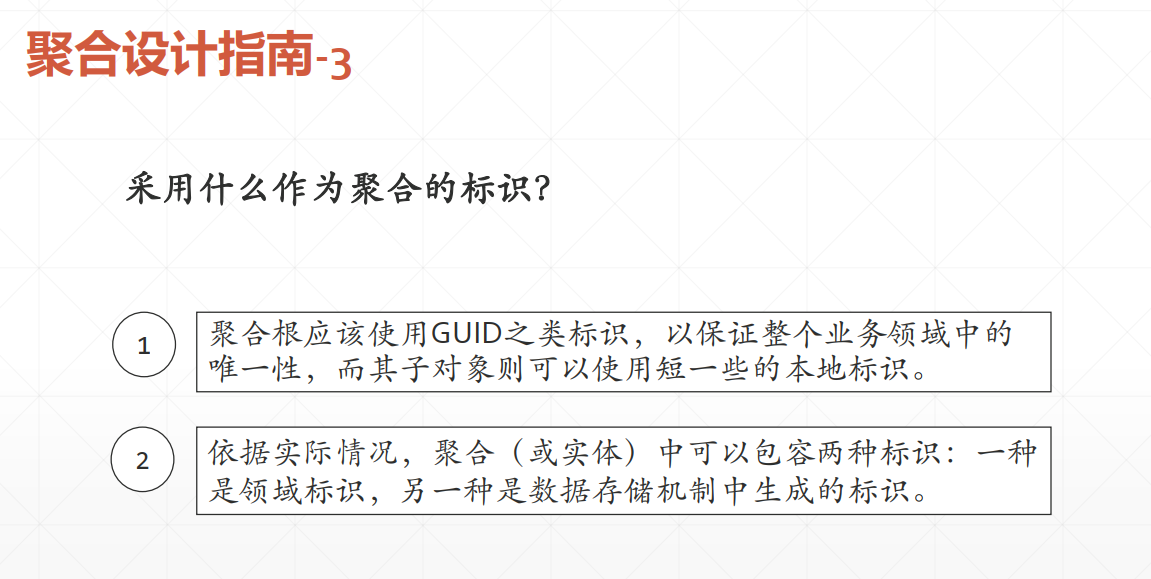 聚合设计指南-3
采用什么作为聚合的标识？
1
聚合根应该使用GUID之类标识，以保证整个业务领域中的
唯一性，而其子对象则可以使用短一些的本地标识。
2
依据实际情况，聚合（或实体）中可以包容两种标识：一种
是领域标识，另一种是数据存储机制中生成的标识。